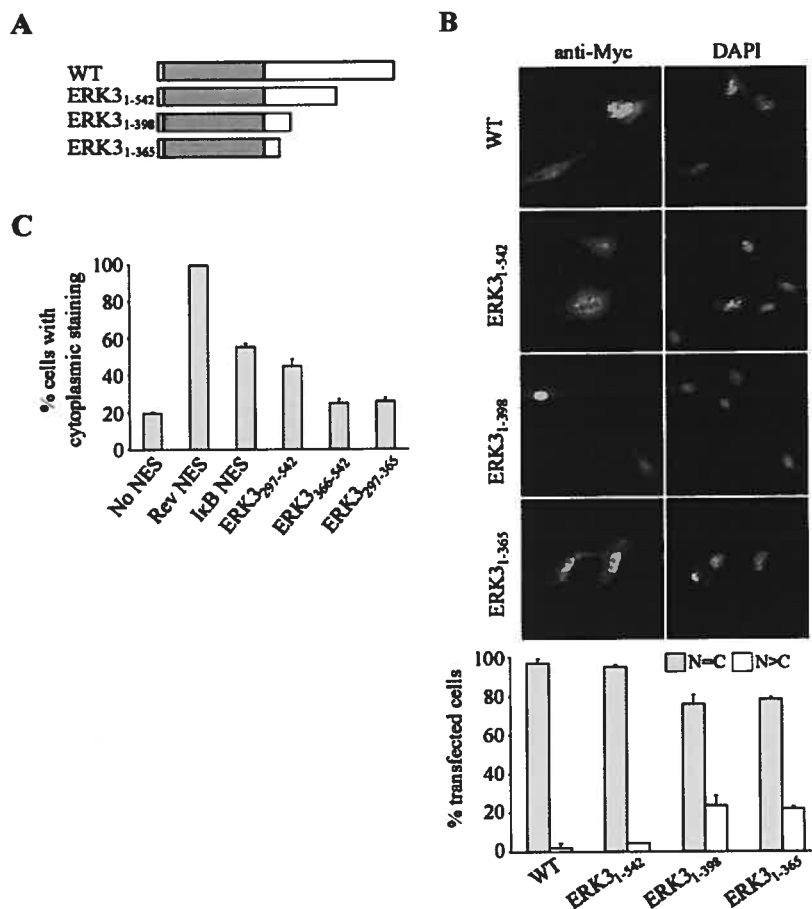 A
WT
ERK3₁₋₅₄₂
ERK3₁₋₃₉₈
ERK3₁₋₃₆₅
B
anti-Myc DAPI
WT
ERK3₁₋₅₄₂
ERK3₁₋₃₉₈
ERK3₁₋₃₆₅
% transfected cells
100
80
60
40
20
0
N=C N>C
WT ERK3₁₋₅₄₂ ERK3₁₋₃₉₈ ERK3₁₋₃₆₅
C
% cells with
cytoplasmic staining
100
80
60
40
20
0
No NES Rev NES IκB NES ERK3₂₉₇₋₅₄₂ ERK3₃₆₆₋₅₄₂ ERK3₂₉₇₋₃₆₅